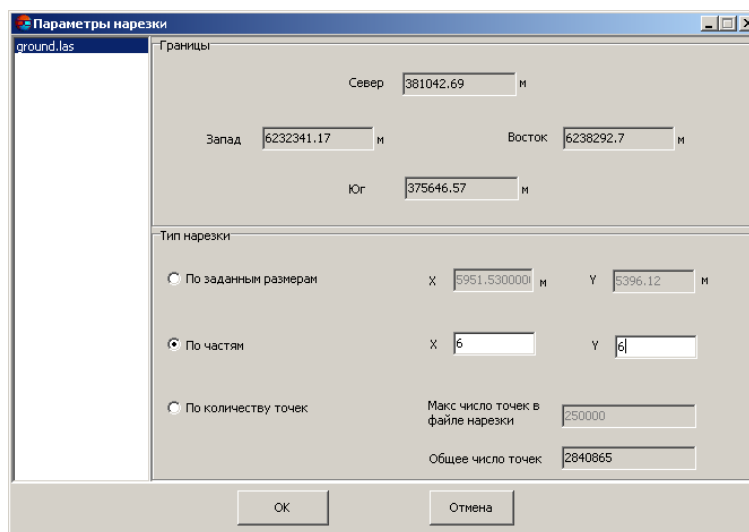 Параметры нарезки
ground.las
Границы
Север 381042.69 м
Запад 6232341.17 м Восток 6238292.7 м
Юг 375646.57 м
Тип нарезки
По заданным размерам X 5951.530000 м Y 5396.12 м
По частям X 6 Y 6
По количеству точек Макс число точек в
файле нарезки 250000
Общее число точек 2840865
OK Отмена